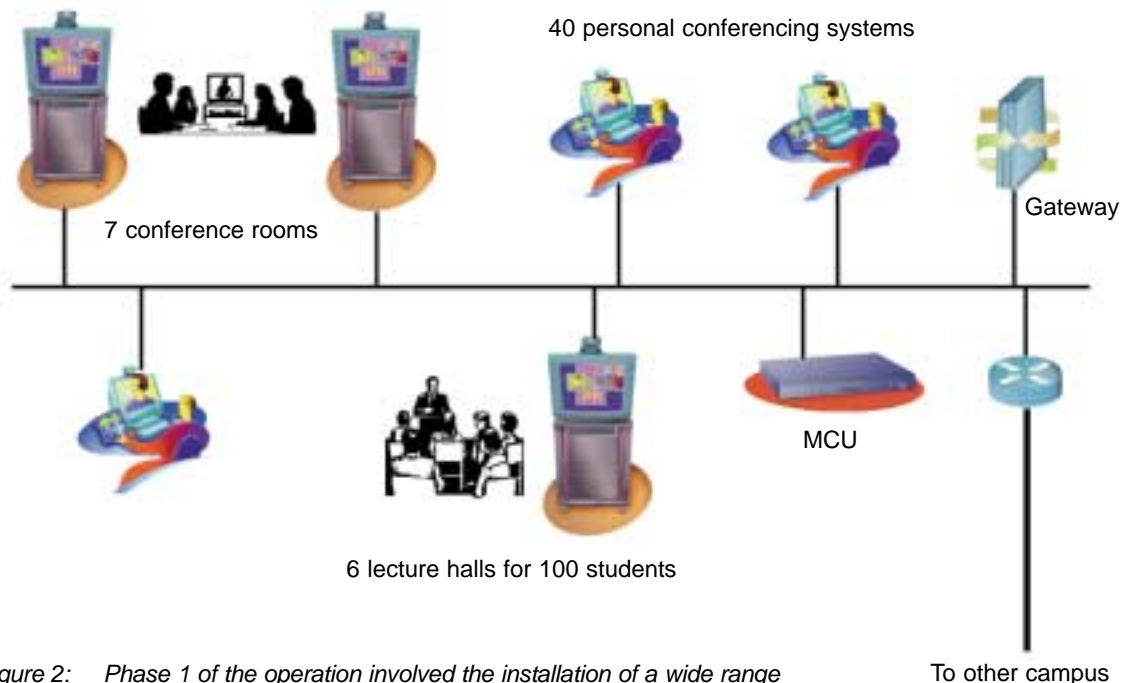 40 personal conferencing systems
7 conference rooms
Gateway
MCU
6 lecture halls for 100 students
To other campus
gure 2: Phase 1 of the operation involved the installation of a wide range